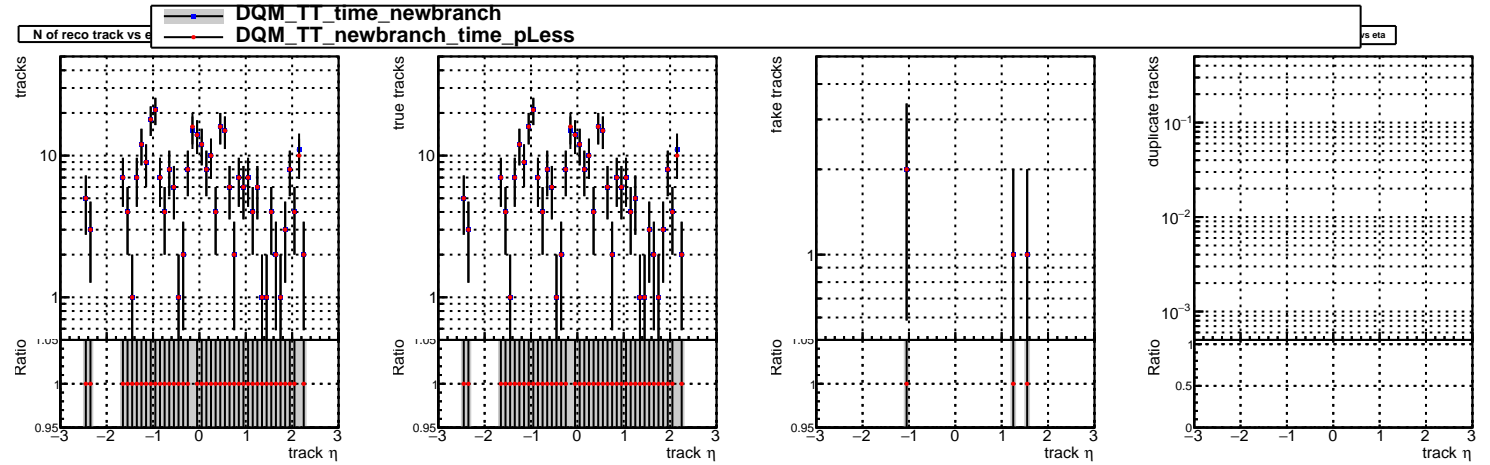 DQM_TT_time_newbranch
DQM_TT_newbranch_time_pLess
N of reco track vs e
vs eta
tracks
10
1
1.05
Ratio
1
0.95
−3 −2 −1 0 1 2 3
track η
true tracks
10
1
1.05
Ratio
1
0.95
−3 −2 −1 0 1 2 3
track η
fake tracks
1
1.05
Ratio
1
0.95
−3 −2 −1 0 1 2 3
track η
duplicate tracks
10−1
10−2
10−3
Ratio
1
0.5
0
−3 −2 −1 0 1 2 3
track η